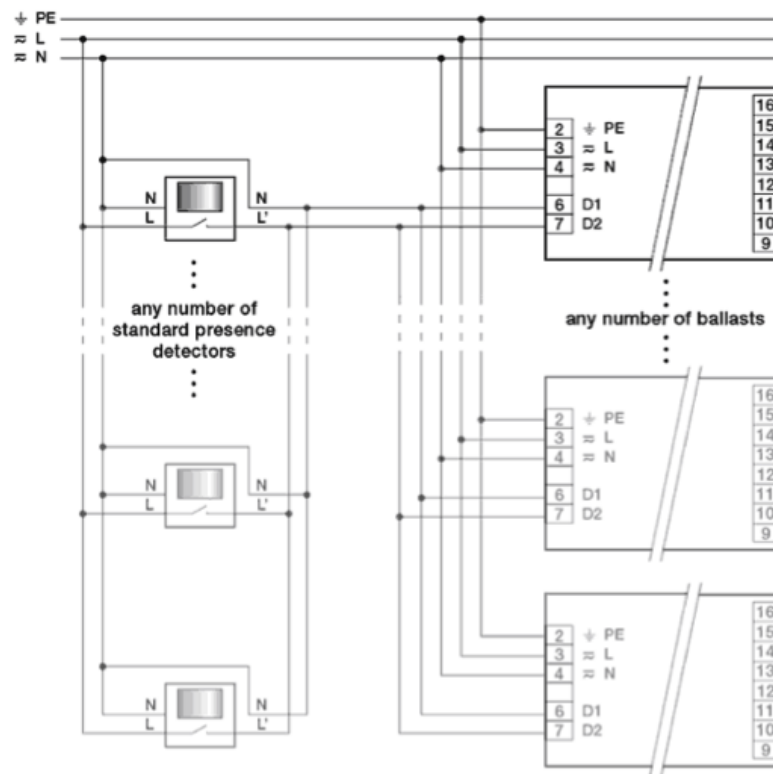 ⏚ PE
≂ L
≂ N
16
15
2 ⏚ PE 14
3 ≂ L 13
4 ≂ N 12
N N 6 D1 11
L L' 7 D2 10
9
any number of
standard presence
detectors
any number of ballasts
16
2 ⏚ PE 15
3 ≂ L 14
4 ≂ N 13
12
N N 6 D1 11
L L' 7 D2 10
9
16
2 ⏚ PE 15
3 ≂ L 14
4 ≂ N 13
12
N N 6 D1 11
L L' 7 D2 10
9